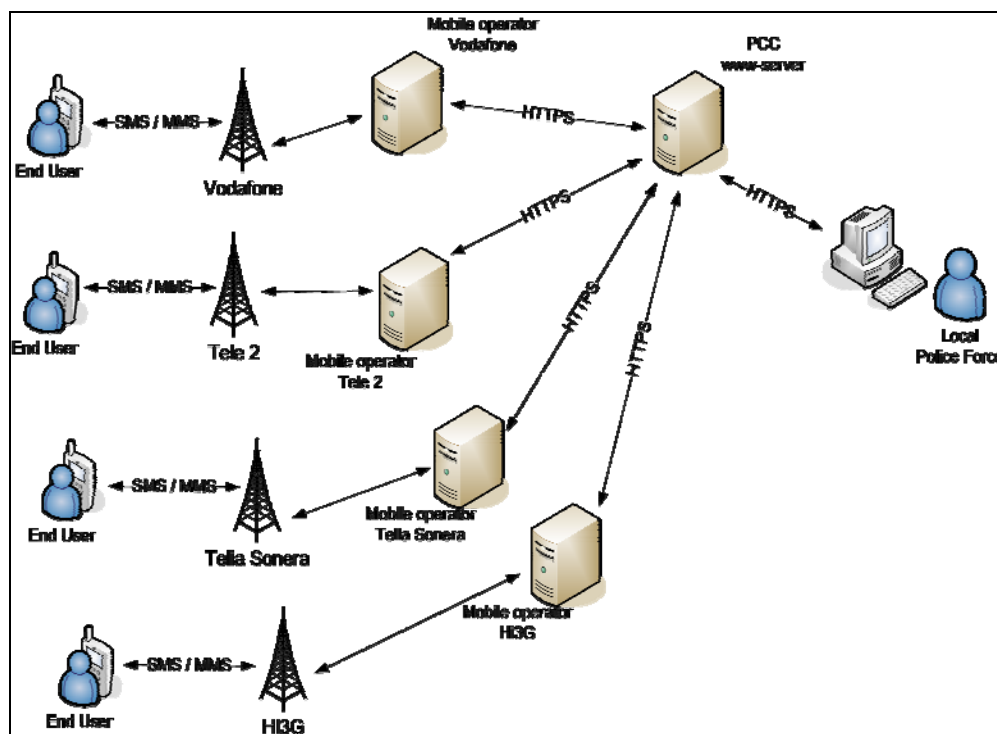 Mobile operator
Vodafone
PCC
www-server
SMS / MMS
HTTPS
End User
Vodafone
HTTPS
HTTPS
SMS / MMS
End User
Tele 2
Mobile operator
Tele 2
HTTPS
HTTPS
Local
Police Force
SMS / MMS
End User
Telia Sonera
Mobile operator
Telia Sonera
Mobile operator
Hi3G
SMS / MMS
End User
HI3G